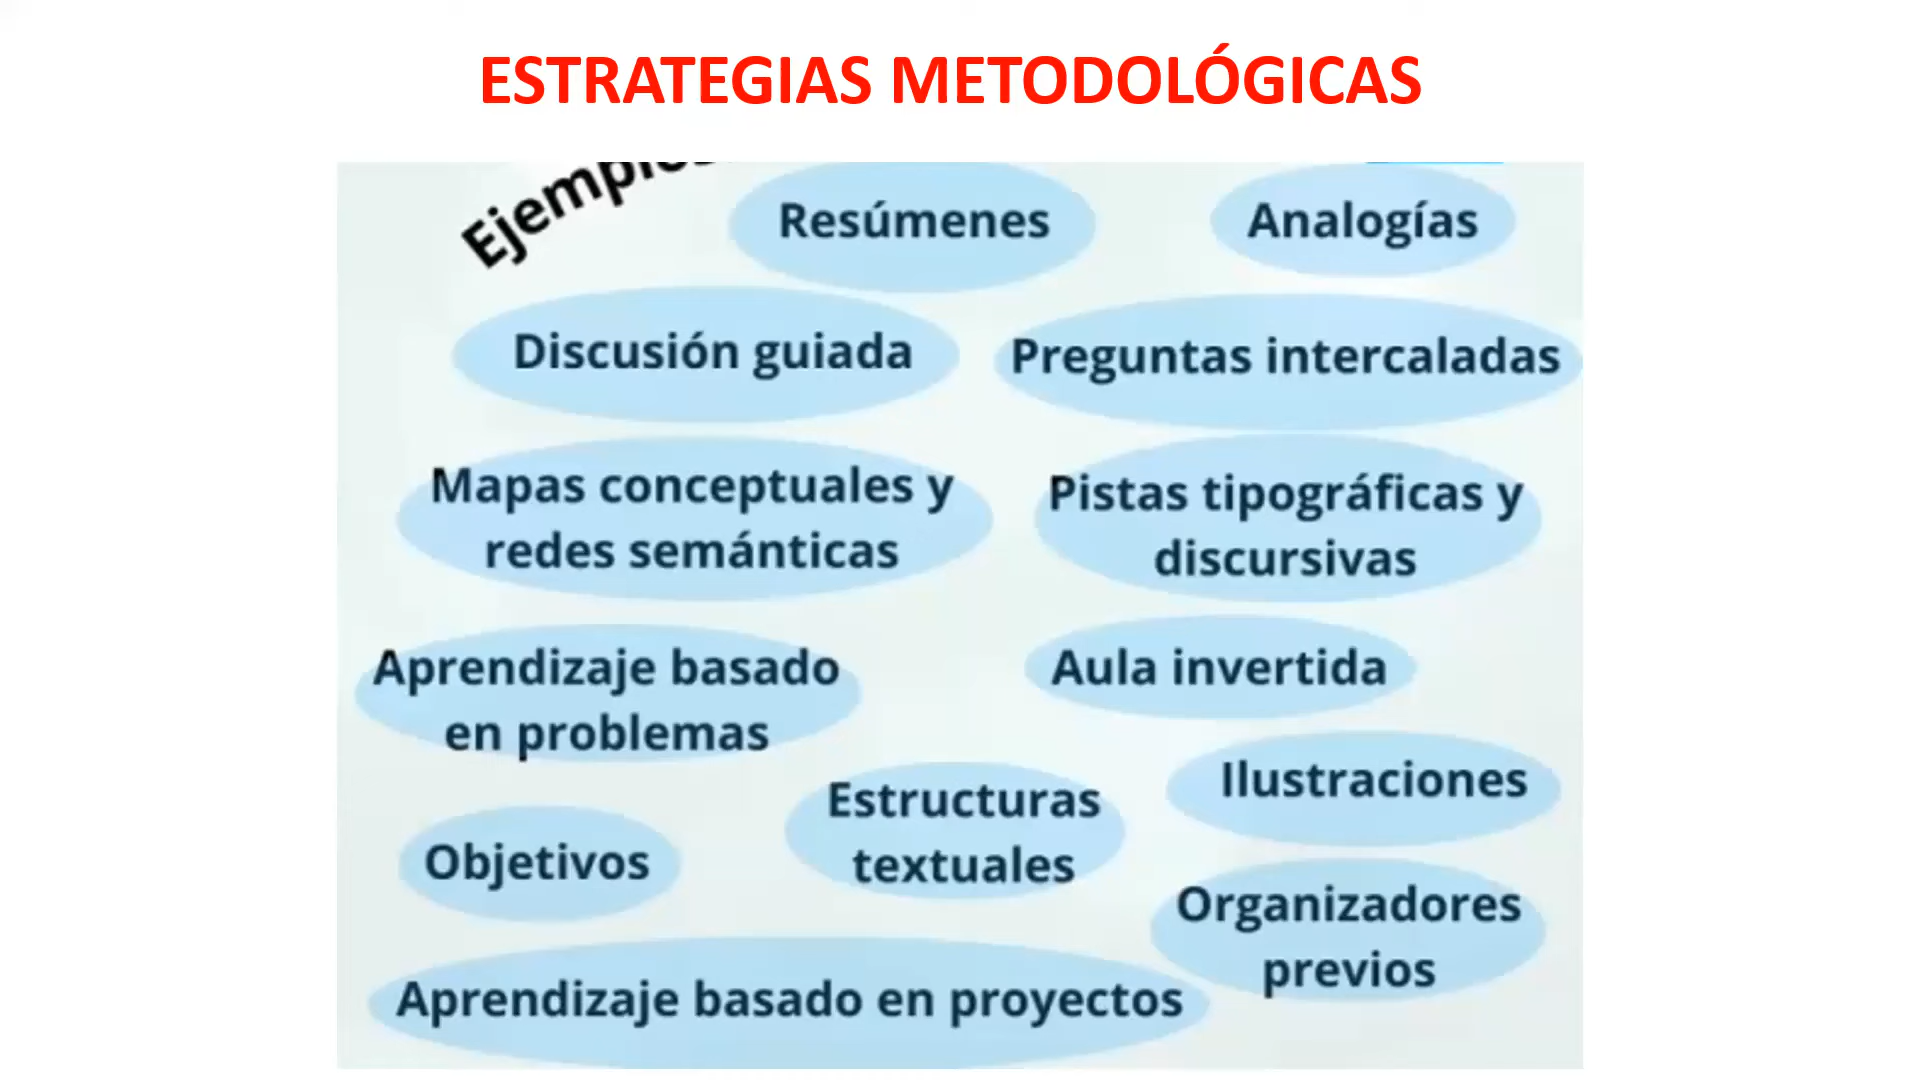 ESTRATEGIAS METODOLÓGICAS
Ejemplos
Resúmenes
Analogías
Discusión guiada
Preguntas intercaladas
Mapas conceptuales y
redes semánticas
Pistas tipográficas y
discursivas
Aprendizaje basado
en problemas
Aula invertida
Ilustraciones
Estructuras
textuales
Objetivos
Organizadores
previos
Aprendizaje basado en proyectos